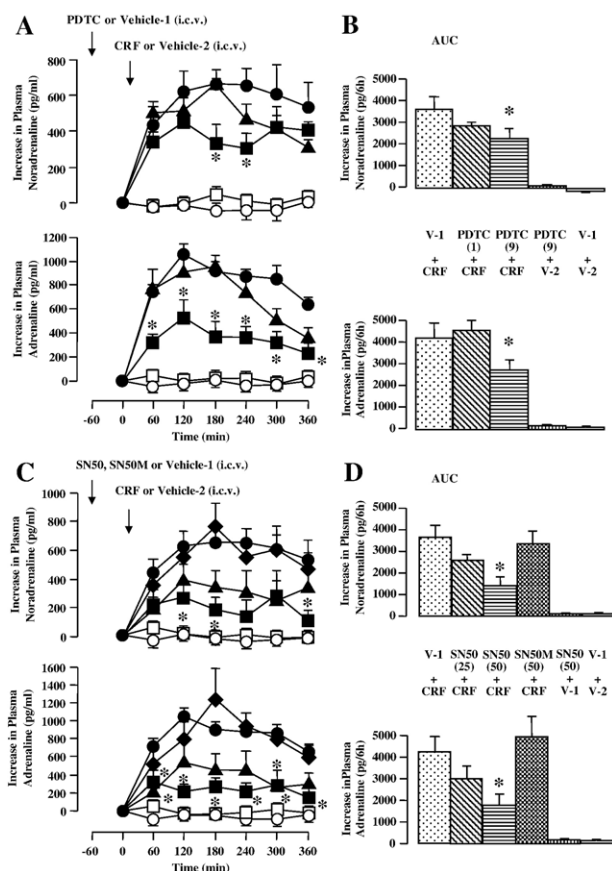 A
PDTC or Vehicle-1 (i.c.v.)
CRF or Vehicle-2 (i.c.v.)
Increase in Plasma
Noradrenaline (pg/ml)
800
600
400
200
0
* *
Increase in Plasma
Adrenaline (pg/ml)
1200
1000
800
600
400
200
0
* * * * * *
-60 0 60 120 180 240 300 360
Time (min)
B
AUC
Increase in Plasma
Noradrenaline (pg/6h)
5000
4000
3000
2000
1000
0
*
V-1 PDTC PDTC PDTC V-1
(1) (9) (9)
+ + + + +
CRF CRF CRF V-2 V-2
Increase inPlasma
Adrenaline (pg/6h)
5000
4000
3000
2000
1000
0
*
C
SN50, SN50M or Vehicle-1 (i.c.v.)
CRF or Vehicle-2 (i.c.v.)
Increase in Plasma
Noradrenaline (pg/ml)
1000
800
600
400
200
0
* * *
Increase in Plasma
Adrenaline (pg/ml)
1600
1400
1200
1000
800
600
400
200
0
* * * * * * * * *
-60 0 60 120 180 240 300 360
Time (min)
D
AUC
Increase in Plasma
Noradrenaline (pg/6h)
5000
4000
3000
2000
1000
0
*
V-1 SN50 SN50 SN50M SN50 V-1
(25) (50) (50) (50)
+ + + + + +
CRF CRF CRF CRF V-1 V-2
Increase inPlasma
Adrenaline (pg/6h)
5000
4000
3000
2000
1000
0
*